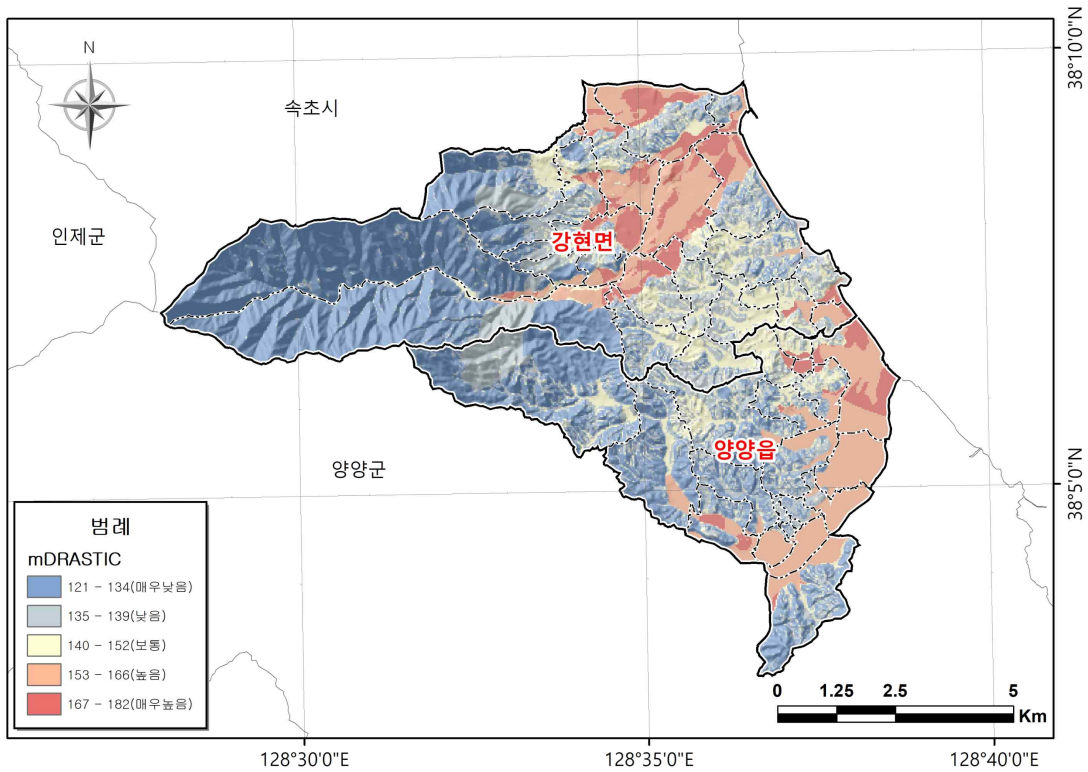 N
속초시
인제군
강현면
양양읍
양양군
38°10'0"N
38°5'0"N
범례
mDRASTIC
121 - 134(매우낮음)
135 - 139(낮음)
140 - 152(보통)
153 - 166(높음)
167 - 182(매우높음)
0 1.25 2.5 5
Km
128°30'0"E 128°35'0"E 128°40'0"E